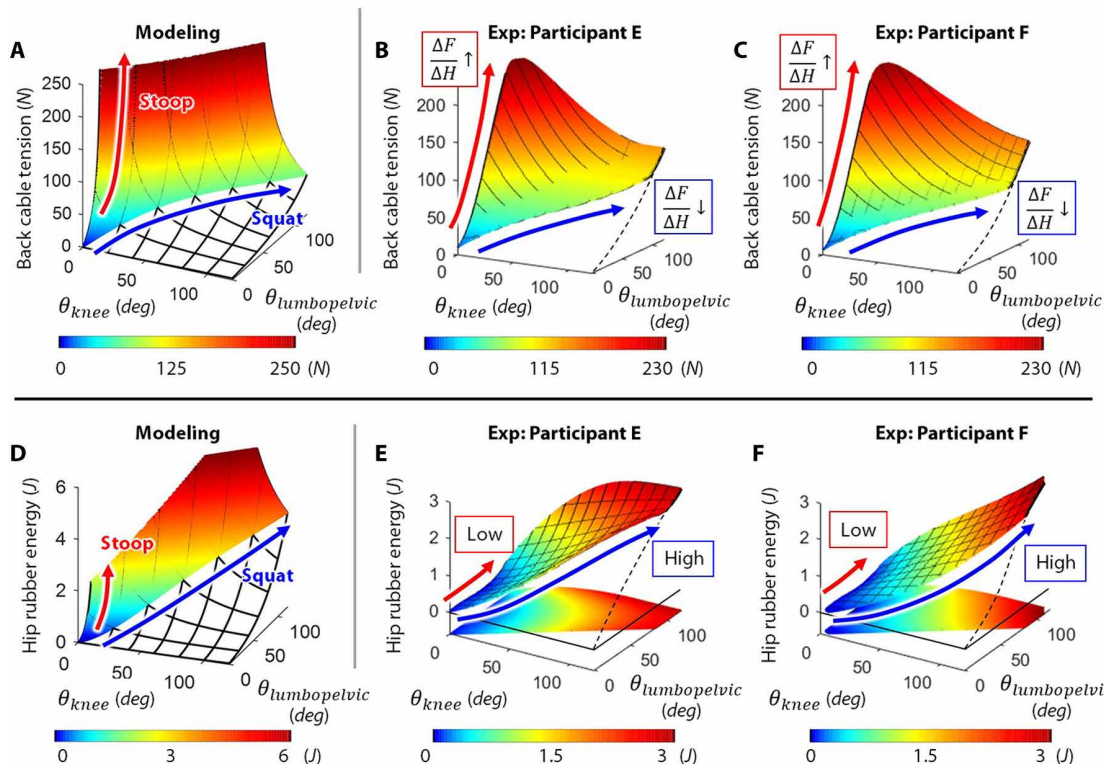 A
Modeling
Back cable tension (N)
250
200
150
100
50
0
Stoop
Squat
0
50
100
0
50
100
θknee (deg)
θlumbopelvic
(deg)
0 125 250 (N)
B
Exp: Participant E
ΔF
ΔH ↑
Back cable tension (N)
200
150
100
50
0
ΔF
ΔH ↓
0
50
100
0
50
100
θknee (deg)
θlumbopelvic
(deg)
0 115 230 (N)
C
Exp: Participant F
ΔF
ΔH ↑
Back cable tension (N)
200
150
100
50
0
ΔF
ΔH ↓
0
50
100
0
50
100
θknee (deg)
θlumbopelvic
(deg)
0 115 230 (N)
D
Modeling
Hip rubber energy (J)
6
4
2
0
Stoop
Squat
0
50
100
0
50
100
θknee (deg)
θlumbopelvic
(deg)
0 3 6 (J)
E
Exp: Participant E
Hip rubber energy (J)
3
2
1
0
0
Low
High
50
100
0
50
100
θknee (deg)
θlumbopelvic
(deg)
0 1.5 3 (J)
F
Exp: Participant F
Hip rubber energy (J)
3
2
1
0
0
Low
High
50
100
0
50
100
θknee (deg)
θlumbopelvi
(deg)
0 1.5 3 (J)